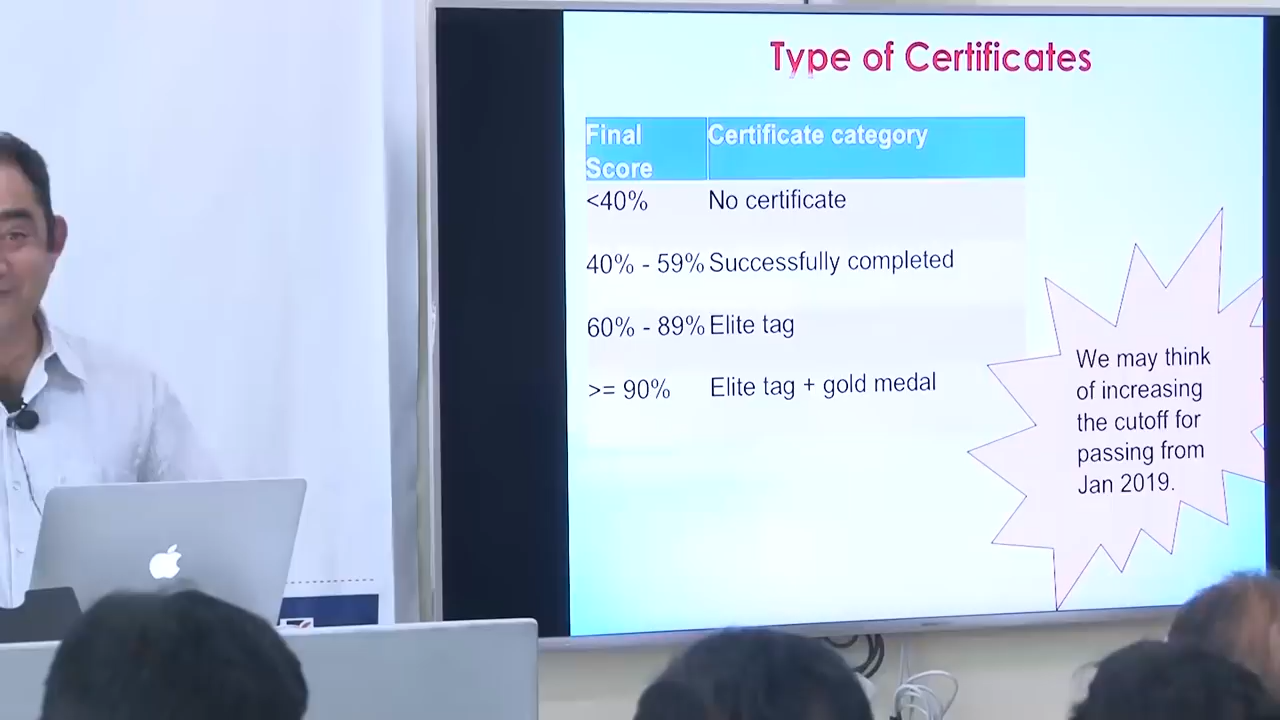 Type of Certificates
Final Score
Certificate category
<40% No certificate
40% - 59% Successfully completed
60% - 89% Elite tag
>= 90% Elite tag + gold medal
We may think
of increasing
the cutoff for
passing from
Jan 2019.